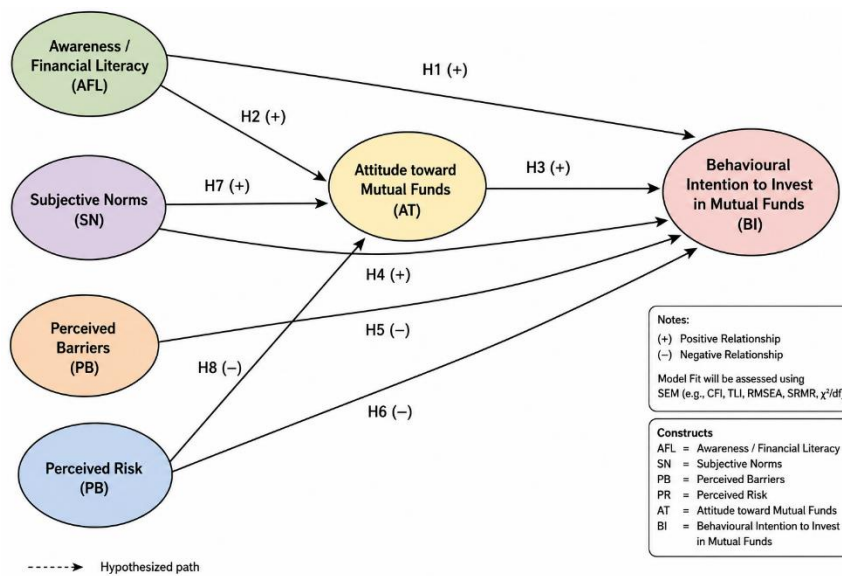 Awareness /
Financial Literacy
(AFL)
H1 (+)
H2 (+)
Subjective Norms
(SN)
H7 (+)
Attitude toward
Mutual Funds
(AT)
H3 (+)
Behavioural
Intention to Invest
in Mutual Funds
(BI)
H4 (+)
Perceived
Barriers
(PB)
H5 (−)
H8 (−)
H6 (−)
Perceived Risk
(PB)
Notes:
(+) Positive Relationship
(−) Negative Relationship
Model Fit will be assessed using
SEM (e.g., CFI, TLI, RMSEA, SRMR, χ²/df)
Constructs
AFL = Awareness / Financial Literacy
SN = Subjective Norms
PB = Perceived Barriers
PR = Perceived Risk
AT = Attitude toward Mutual Funds
BI = Behavioural Intention to Invest
in Mutual Funds
Hypothesized path